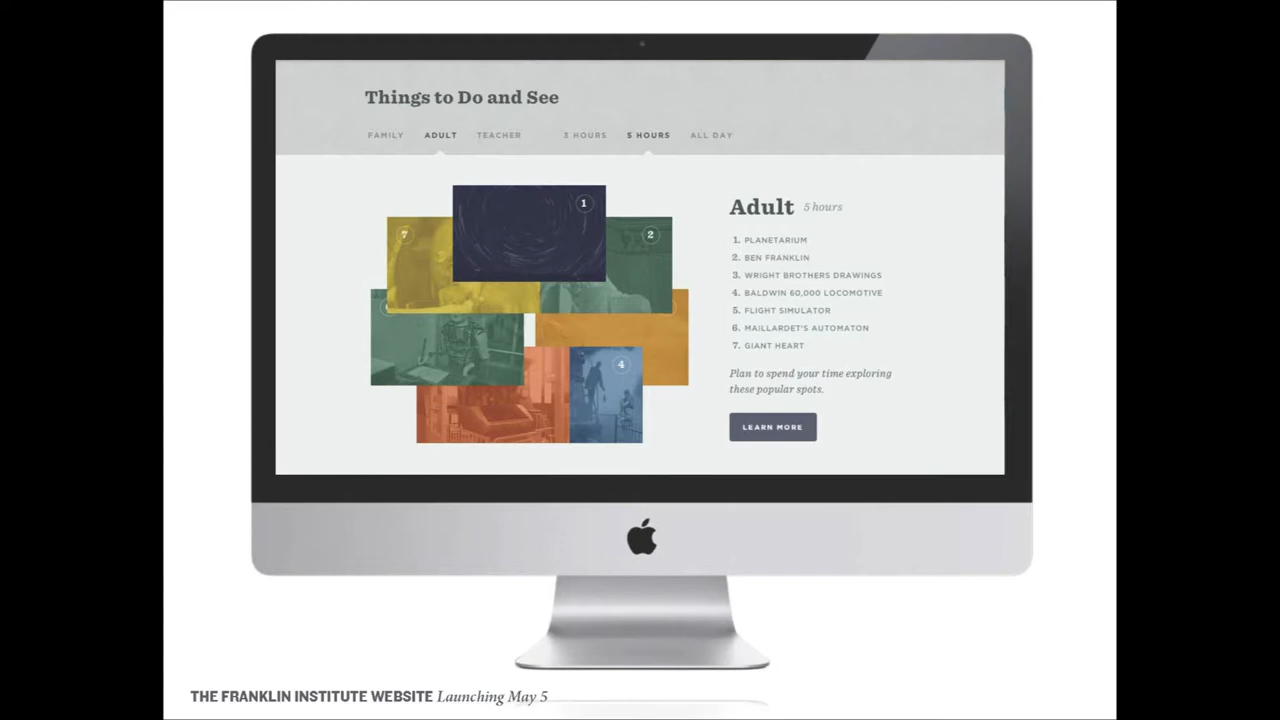 Things to Do and See
FAMILY ADULT TEACHER 3 HOURS 5 HOURS ALL DAY
1
7
2
4
Adult 5 hours
1. PLANETARIUM
2. BEN FRANKLIN
3. WRIGHT BROTHERS DRAWINGS
4. BALDWIN 60,000 LOCOMOTIVE
5. FLIGHT SIMULATOR
6. MAILLARDET'S AUTOMATON
7. GIANT HEART
Plan to spend your time exploring
these popular spots.
LEARN MORE
THE FRANKLIN INSTITUTE WEBSITE Launching May 5